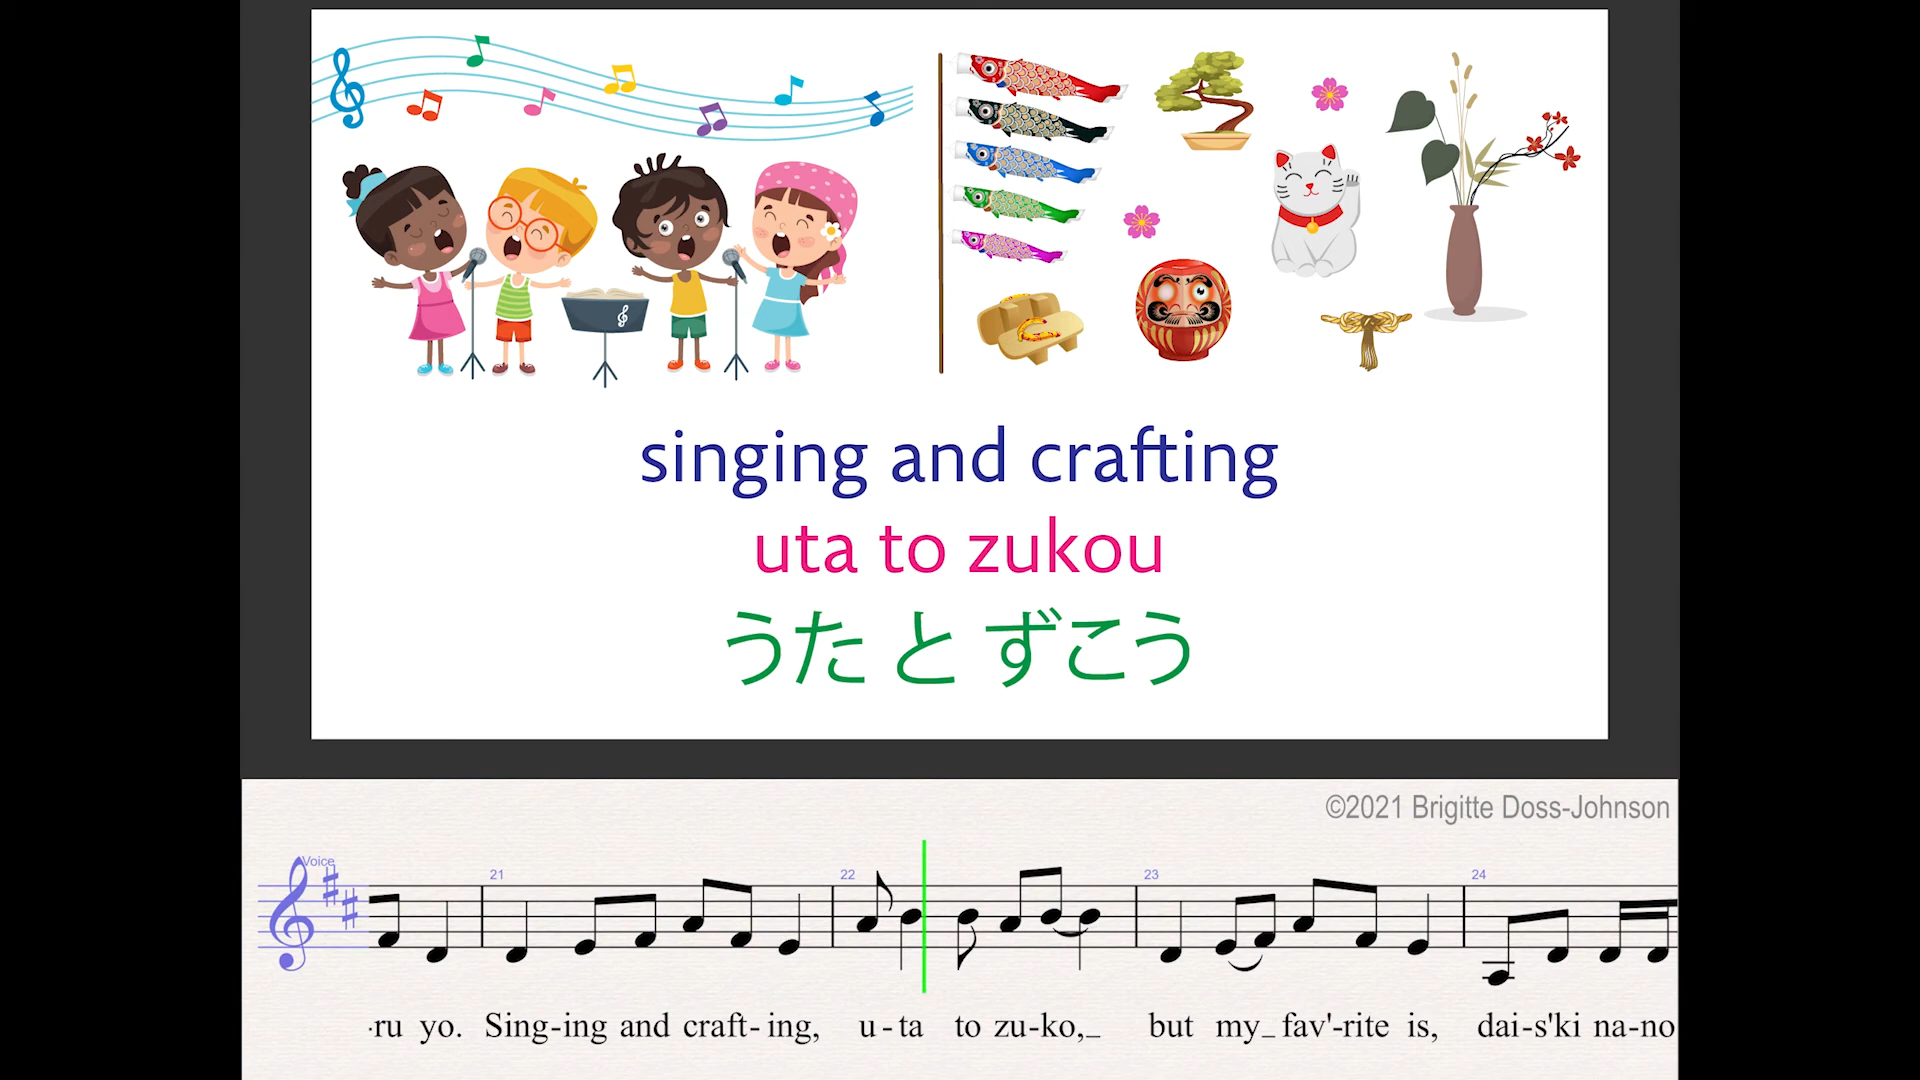 singing and crafting
uta to zukou
うた と ずこう
©2021 Brigitte Doss-Johnson
Voice
21
22
23
24
ru yo. Sing-ing and craft-ing, u-ta to zu-ko,_ but my_fav'-rite is, dai-s'ki na-no